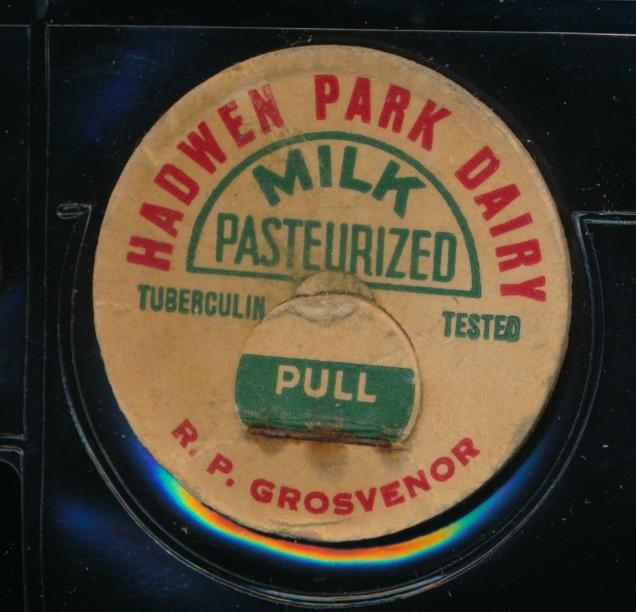 HADWEN PARK DAIRY
MILK
PASTEURIZED
TUBERCULIN TESTED
PULL
R. P. GROSVENOR